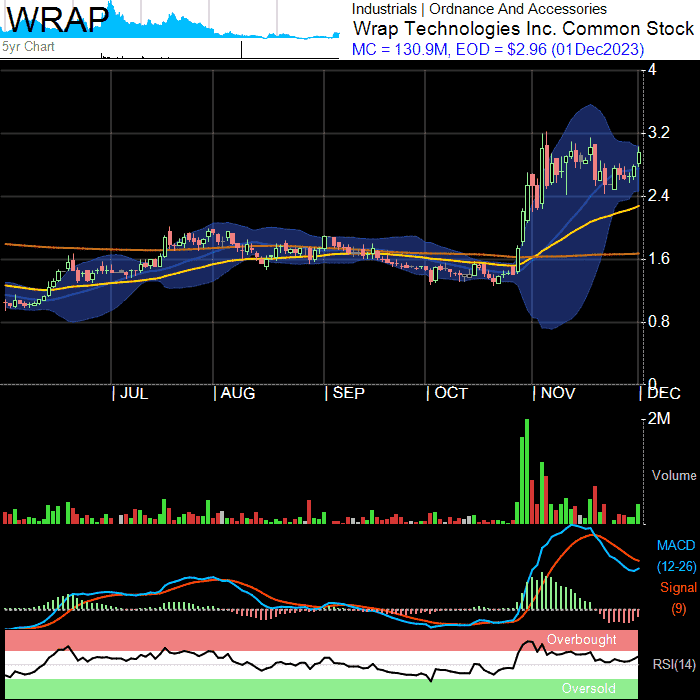 WRAP
5yr Chart
Industrials | Ordnance And Accessories
Wrap Technologies Inc. Common Stock
MC = 130.9M, EOD = $2.96 (01Dec2023)
4
3.2
2.4
1.6
0.8
0
JUL
AUG
SEP
OCT
NOV
DEC
2M
Volume
MACD
(12-26)
Signal
(9)
Overbought
RSI(14)
Oversold